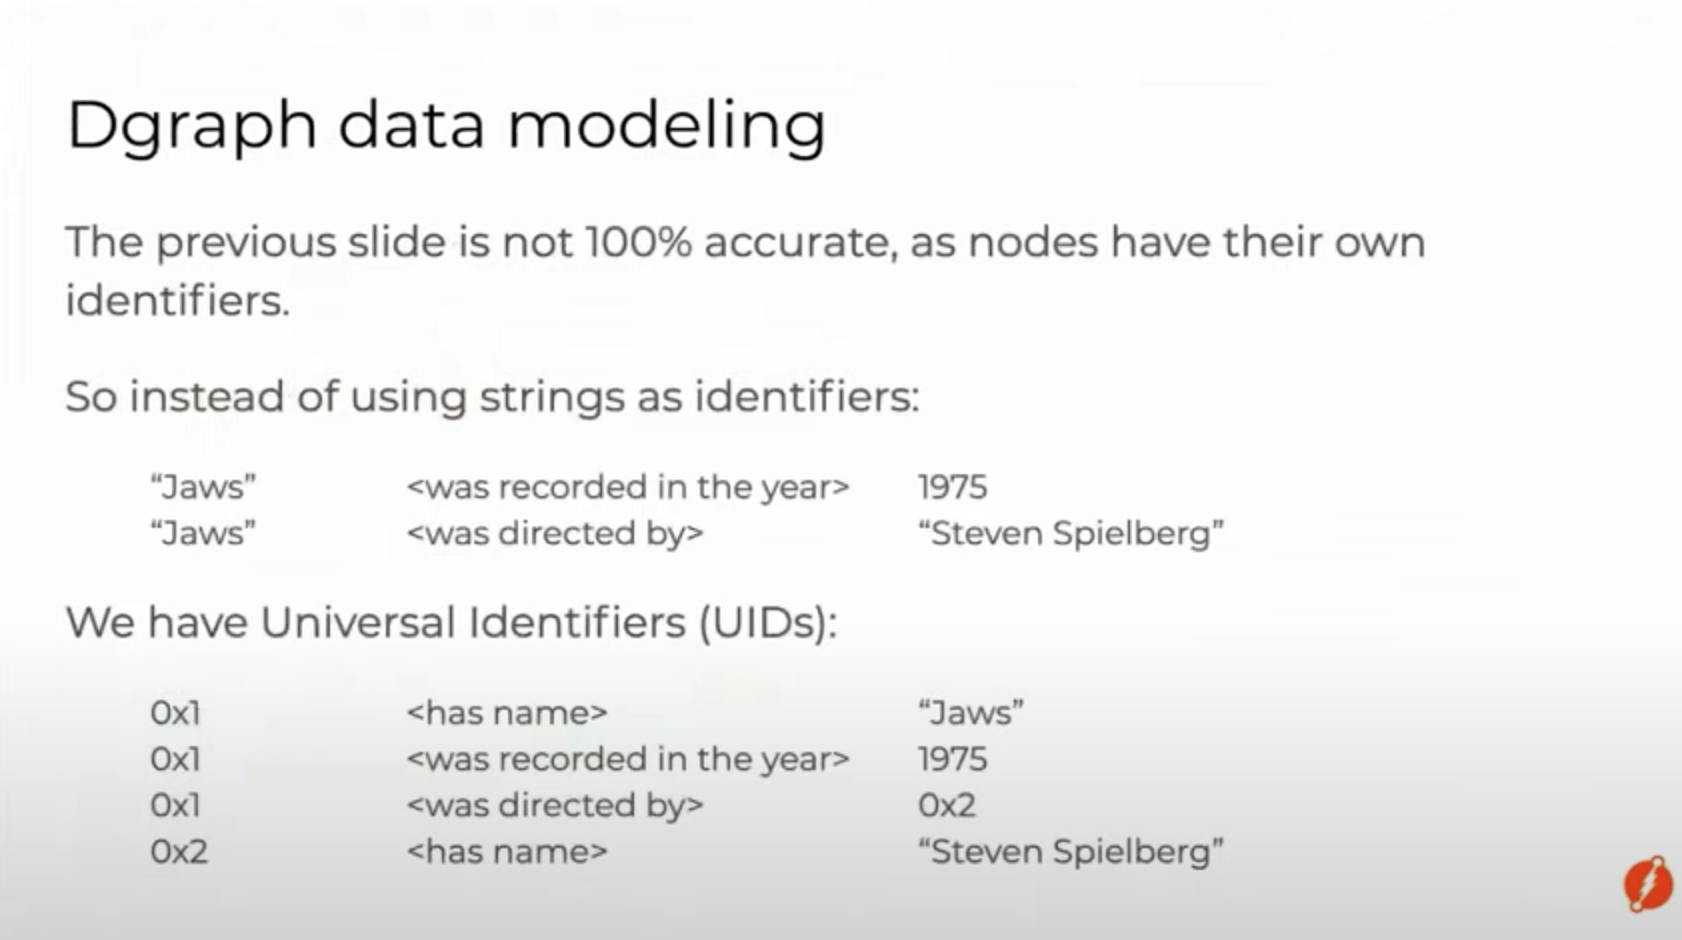 Dgraph data modeling
The previous slide is not 100% accurate, as nodes have their own
identifiers.
So instead of using strings as identifiers:
“Jaws” <was recorded in the year> 1975
“Jaws” <was directed by> “Steven Spielberg”
We have Universal Identifiers (UIDs):
0x1 <has name> “Jaws”
0x1 <was recorded in the year> 1975
0x1 <was directed by> 0x2
0x2 <has name> “Steven Spielberg”